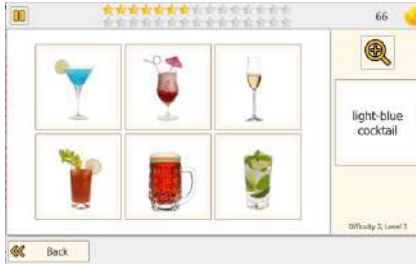 66
light-blue
cocktail
Difficulty 2, Level 3
Back